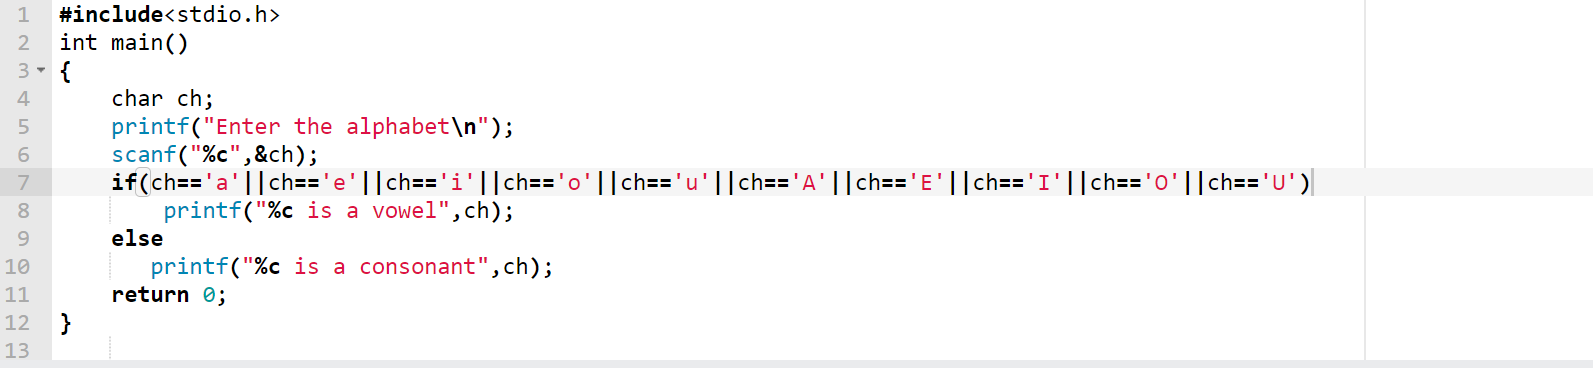 1 #include<stdio.h>
2 int main()
3 {
4     char ch;
5     printf("Enter the alphabet\n");
6     scanf("%c",&ch);
7     if(ch=='a'||ch=='e'||ch=='i'||ch=='o'||ch=='u'||ch=='A'||ch=='E'||ch=='I'||ch=='O'||ch=='U')
8         printf("%c is a vowel",ch);
9     else
10        printf("%c is a consonant",ch);
11    return 0;
12 }
13